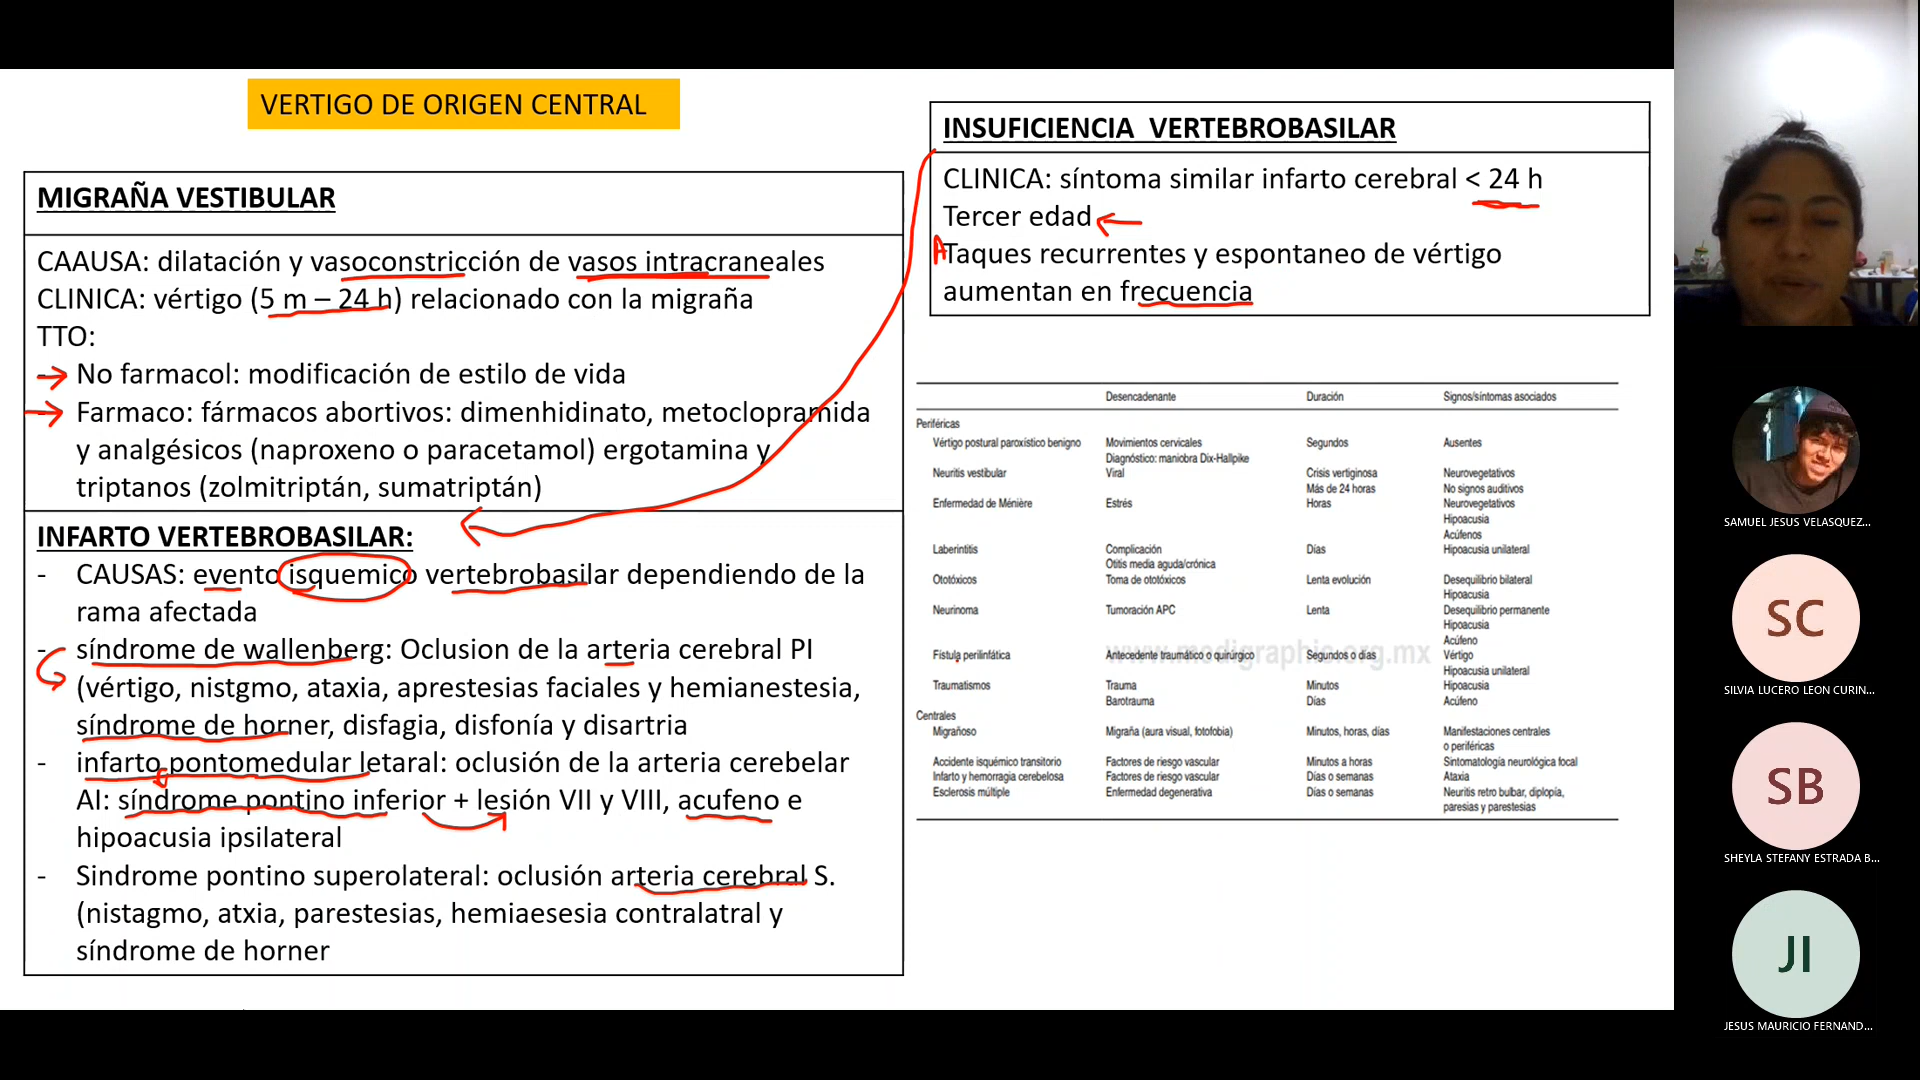 VERTIGO DE ORIGEN CENTRAL
MIGRAÑA VESTIBULAR
CAAUSA: dilatación y vasoconstricción de vasos intracraneales
CLINICA: vértigo (5 m – 24 h) relacionado con la migraña
TTO:
- No farmacol: modificación de estilo de vida
- Farmaco: fármacos abortivos: dimenhidinato, metoclopramida
y analgésicos (naproxeno o paracetamol) ergotamina y
triptanos (zolmitriptán, sumatriptán)
INFARTO VERTEBROBASILAR:
- CAUSAS: evento isquemico vertebrobasilar dependiendo de la
rama afectada
- síndrome de wallenberg: Oclusion de la arteria cerebral PI
(vértigo, nistgmo, ataxia, aprestesias faciales y hemianestesia,
síndrome de horner, disfagia, disfonía y disartria
- infarto pontomedular letaral: oclusión de la arteria cerebelar
AI: síndrome pontino inferior + lesión VII y VIII, acufeno e
hipoacusia ipsilateral
- Sindrome pontino superolateral: oclusión arteria cerebral S.
(nistagmo, atxia, parestesias, hemiaesesia contralatral y
síndrome de horner
INSUFICIENCIA VERTEBROBASILAR
CLINICA: síntoma similar infarto cerebral < 24 h
Tercer edad
A
Taques recurrentes y espontaneo de vértigo
aumentan en frecuencia
Desencadenante Duración Signos/síntomas asociados
Periféricas
Vértigo postural paroxístico benigno Movimientos cervicales Segundos Ausentes
Diagnóstico: maniobra Dix-Hallpike
Neuritis vestibular Viral Crisis vertiginosa Neurovegetativos
Más de 24 horas No signos auditivos
Enfermedad de Ménière Estrés Horas Neurovegetativos
Hipoacusia
Acúfenos
Laberintitis Complicación Días Hipoacusia unilateral
Otitis media aguda/crónica
Ototóxicos Toma de ototóxicos Lenta evolución Desequilibrio bilateral
Hipoacusia
Neurinoma Tumoración APC Lenta Desequilibrio permanente
Hipoacusia
Acúfeno
www.medigraphic.org.mx
Fístula perilinfática Antecedente traumático o quirúrgico Segundos o días Vértigo
Hipoacusia unilateral
Traumatismos Trauma Minutos Hipoacusia
Barotrauma Días Acúfeno
Centrales
Migrañoso Migraña (aura visual, fotofobia) Minutos, horas, días Manifestaciones centrales
o periféricas
Accidente isquémico transitorio Factores de riesgo vascular Minutos a horas Sintomatología neurológica focal
Infarto y hemorragia cerebelosa Factores de riesgo vascular Días o semanas Ataxia
Esclerosis múltiple Enfermedad degenerativa Días o semanas Neuritis retro bulbar, diplopía,
paresias y parestesias
SAMUEL JESUS VELASQUEZ...
SC
SILVIA LUCERO LEON CURIN...
SB
SHEYLA STEFANY ESTRADA B...
JI
JESUS MAURICIO FERNAND...